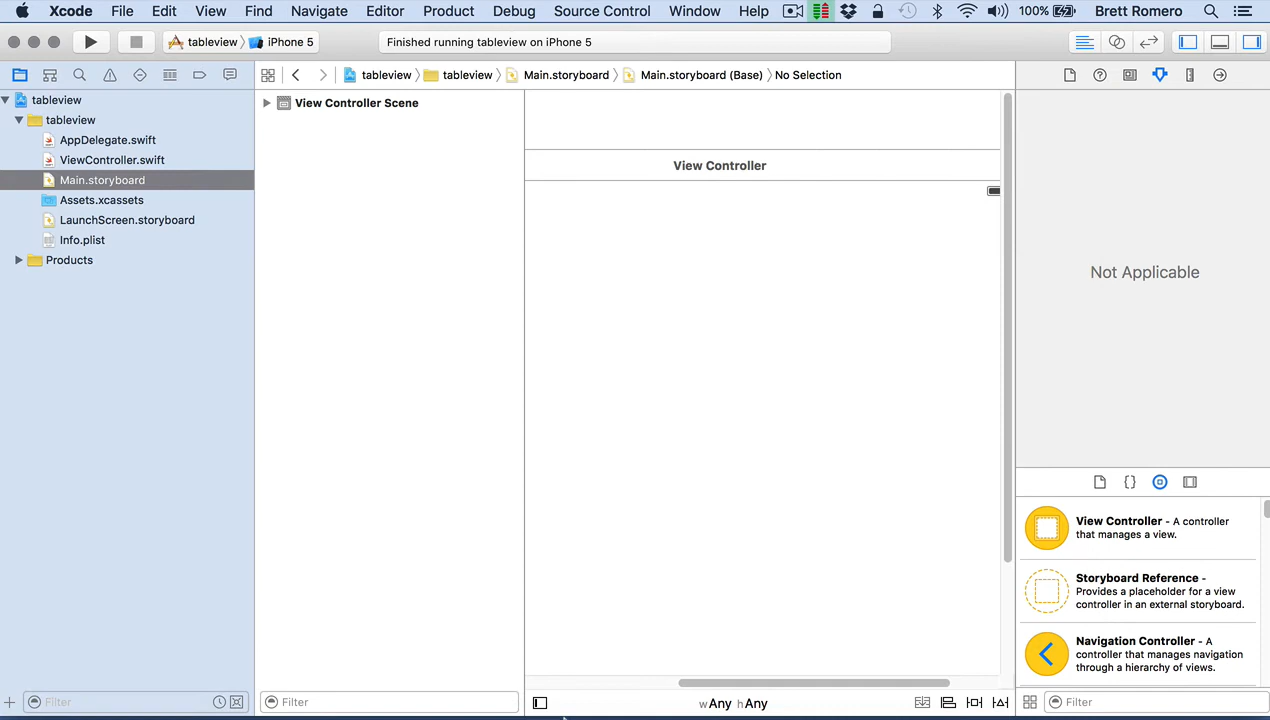 Xcode File Edit View Find Navigate Editor Product Debug Source Control Window Help 100% Brett Romero
tableview iPhone 5 Finished running tableview on iPhone 5
tableview tableview Main.storyboard Main.storyboard (Base) No Selection
tableview
tableview
AppDelegate.swift
ViewController.swift
Main.storyboard
Assets.xcassets
LaunchScreen.storyboard
Info.plist
Products
Filter
View Controller Scene
Filter
View Controller
wAny hAny
Not Applicable
View Controller - A controller
that manages a view.
Storyboard Reference -
Provides a placeholder for a view
controller in an external storyboard.
Navigation Controller - A
controller that manages navigation
through a hierarchy of views.
Filter